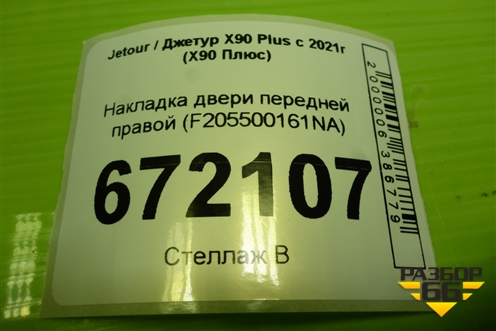 Jetour / Джетур X90 Plus с 2021г
(X90 Плюс)
Накладка двери передней
правой (F205500161NA)
672107
Стеллаж В
2000006386779
РАЗБОР
66